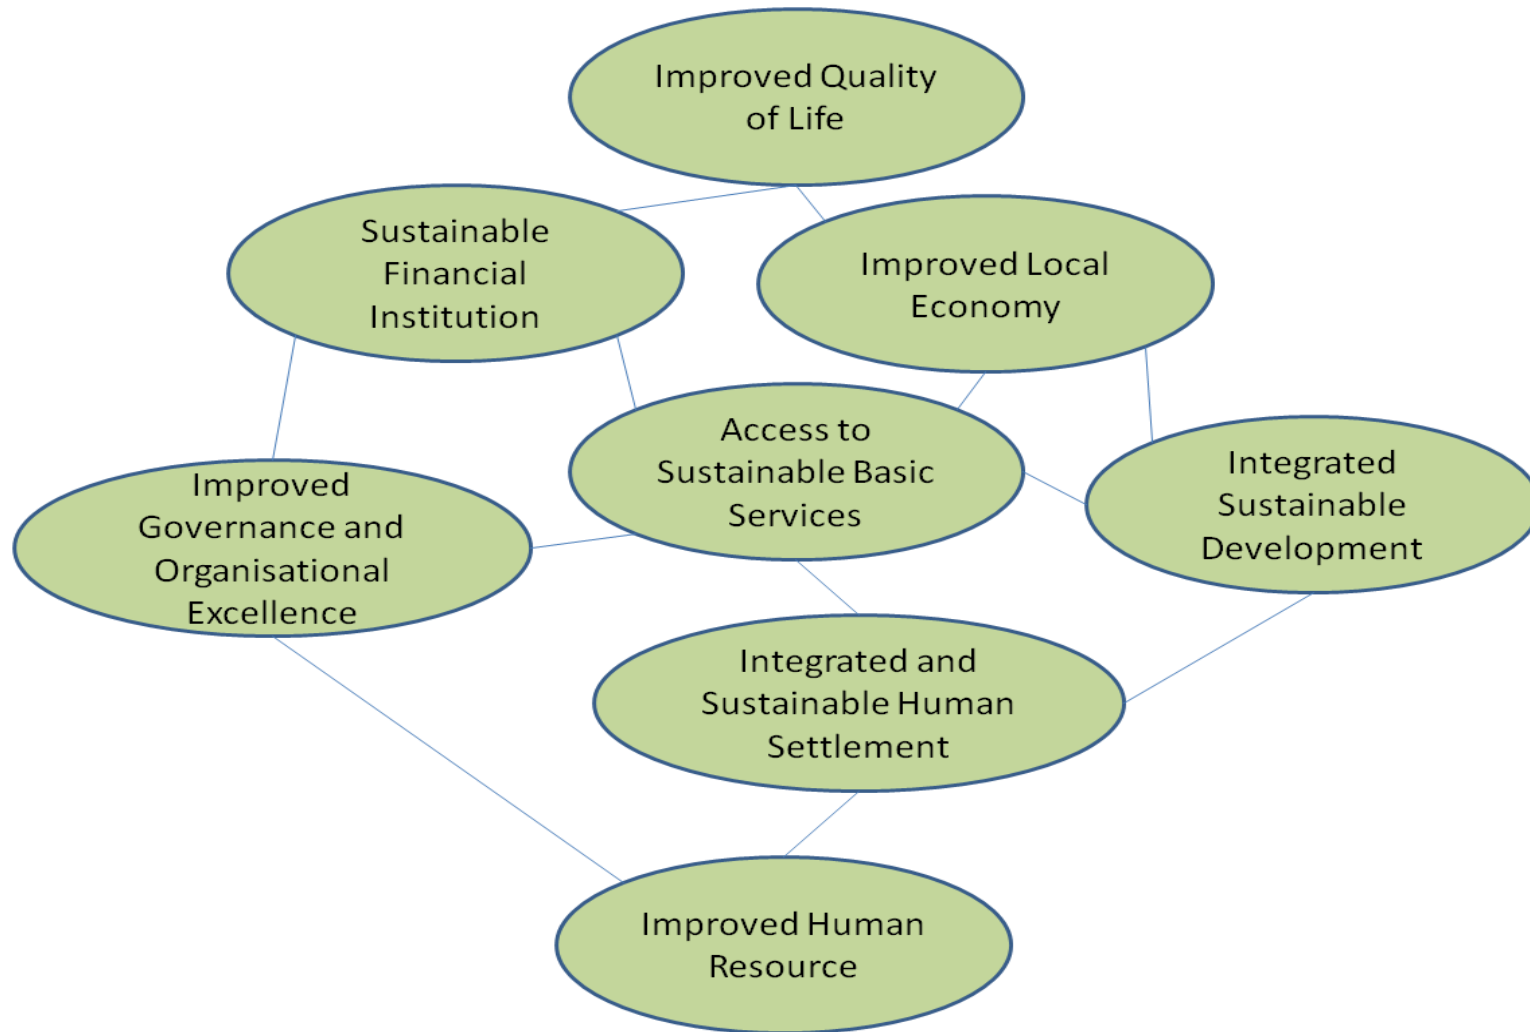 Improved Quality
of Life
Sustainable
Financial
Institution
Improved Local
Economy
Access to
Sustainable Basic
Services
Integrated
Sustainable
Development
Improved
Governance and
Organisational
Excellence
Integrated and
Sustainable Human
Settlement
Improved Human
Resource